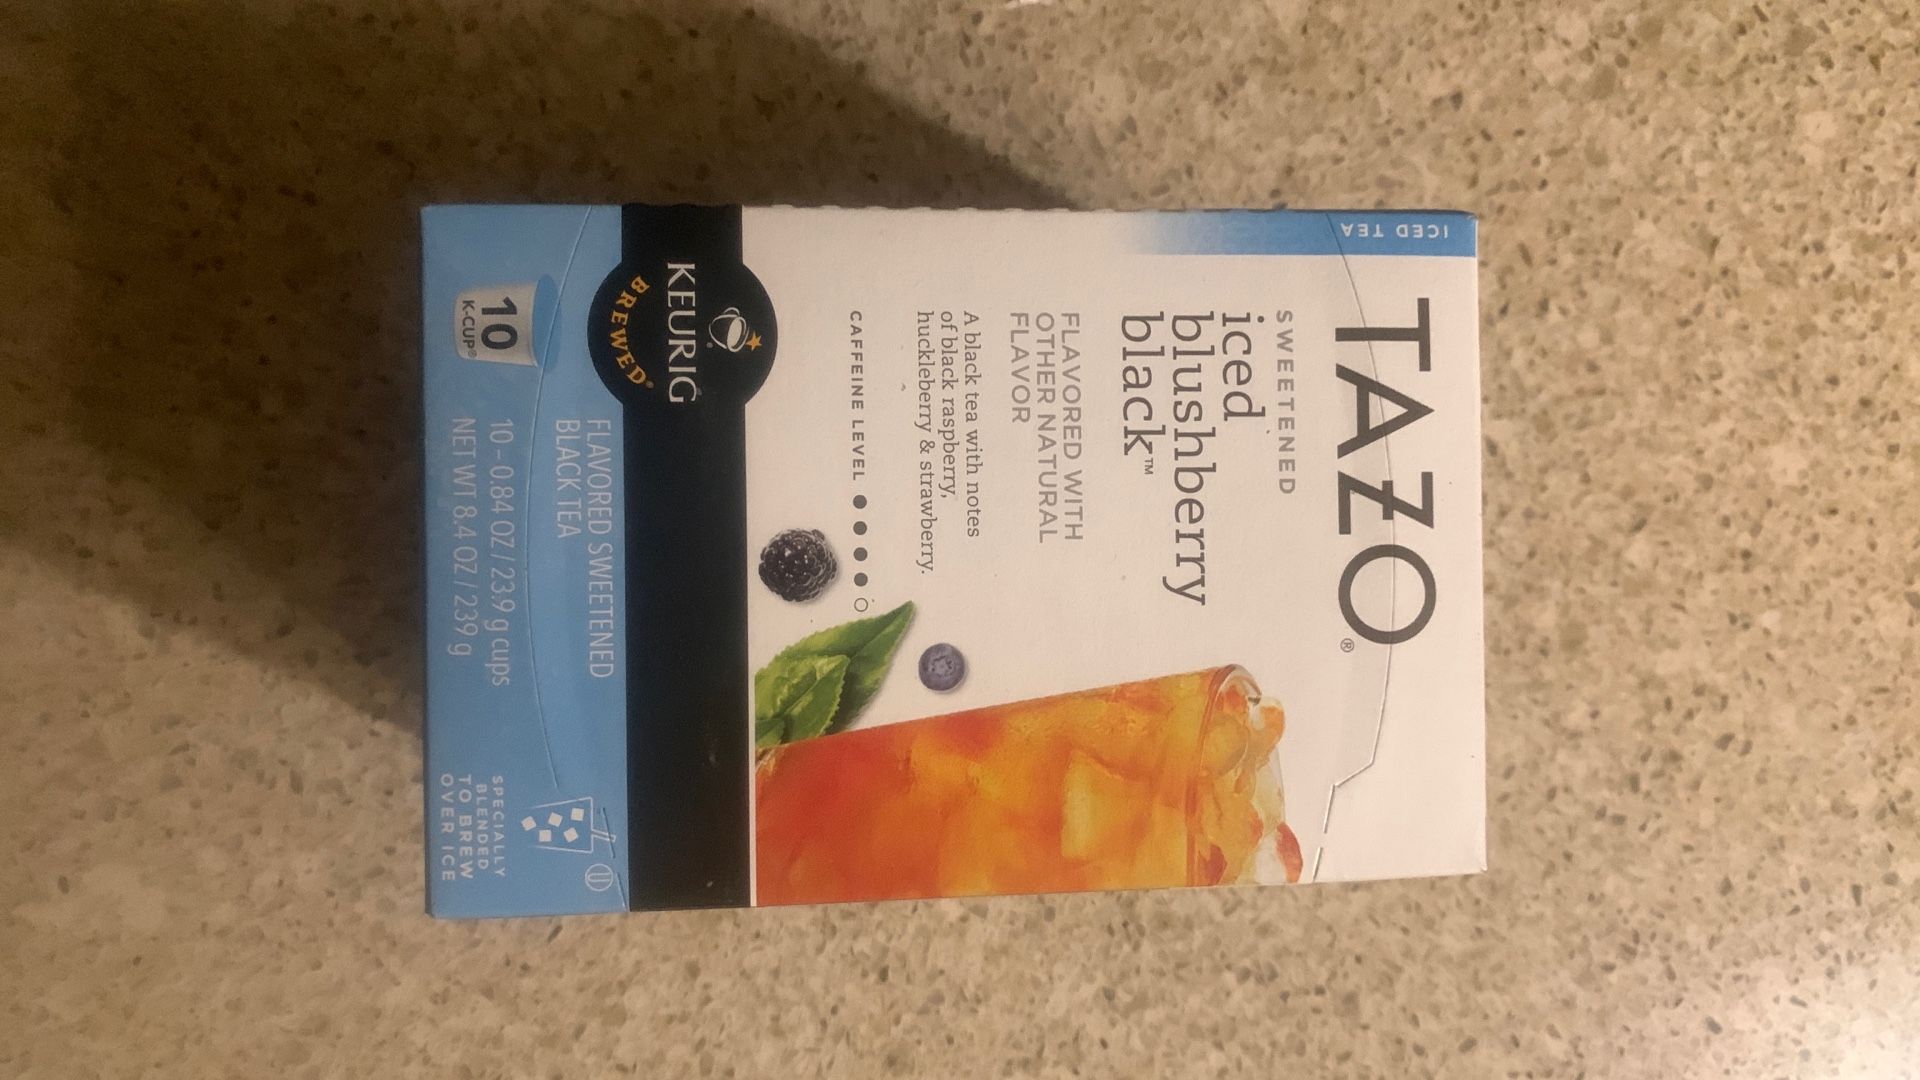 ICED TEA
TAZO®
SWEETENED
iced
blushberry
black™
FLAVORED WITH
OTHER NATURAL
FLAVOR
A black tea with notes
of black raspberry,
huckleberry & strawberry.
CAFFEINE LEVEL
KEURIG
BREWED®
10
K-CUP®
FLAVORED SWEETENED
BLACK TEA
10 – 0.84 OZ / 23.9 g cups
NET WT 8.4 OZ / 239 g
U
SPECIALLY
BLENDED
TO BREW
OVER ICE